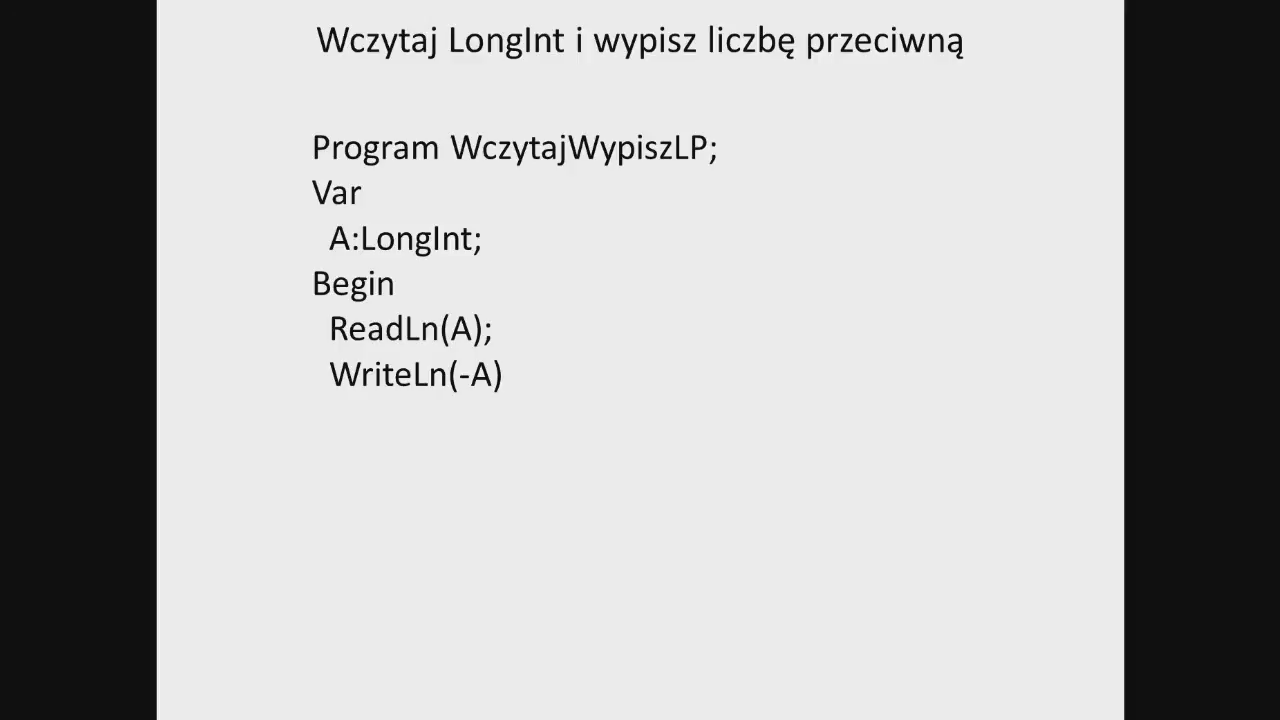 Wczytaj LongInt i wypisz liczbę przeciwną
Program WczytajWypiszLP;
Var
A:LongInt;
Begin
ReadLn(A);
WriteLn(-A)